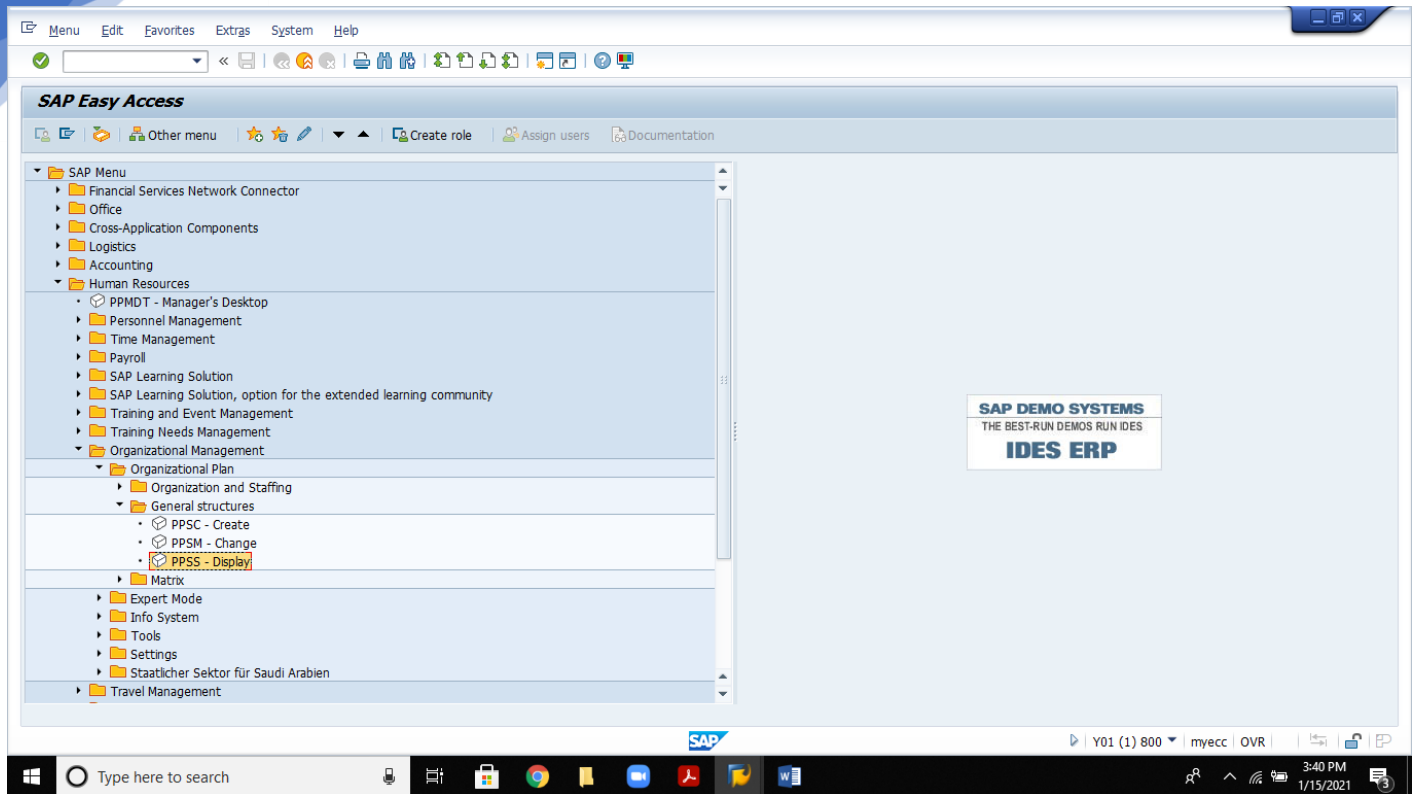 Menu Edit Favorites Extras System Help
SAP Easy Access
Other menu Create role Assign users Documentation
SAP Menu
Financial Services Network Connector
Office
Cross-Application Components
Logistics
Accounting
Human Resources
PPMDT - Manager's Desktop
Personnel Management
Time Management
Payroll
SAP Learning Solution
SAP Learning Solution, option for the extended learning community
Training and Event Management
Training Needs Management
Organizational Management
Organizational Plan
Organization and Staffing
General structures
PPSC - Create
PPSM - Change
PPSS - Display
Matrix
Expert Mode
Info System
Tools
Settings
Staatlicher Sektor für Saudi Arabien
Travel Management
SAP DEMO SYSTEMS
THE BEST-RUN DEMOS RUN IDES
IDES ERP
SAP
Y01 (1) 800 myecc OVR
Type here to search
3:40 PM
1/15/2021
3